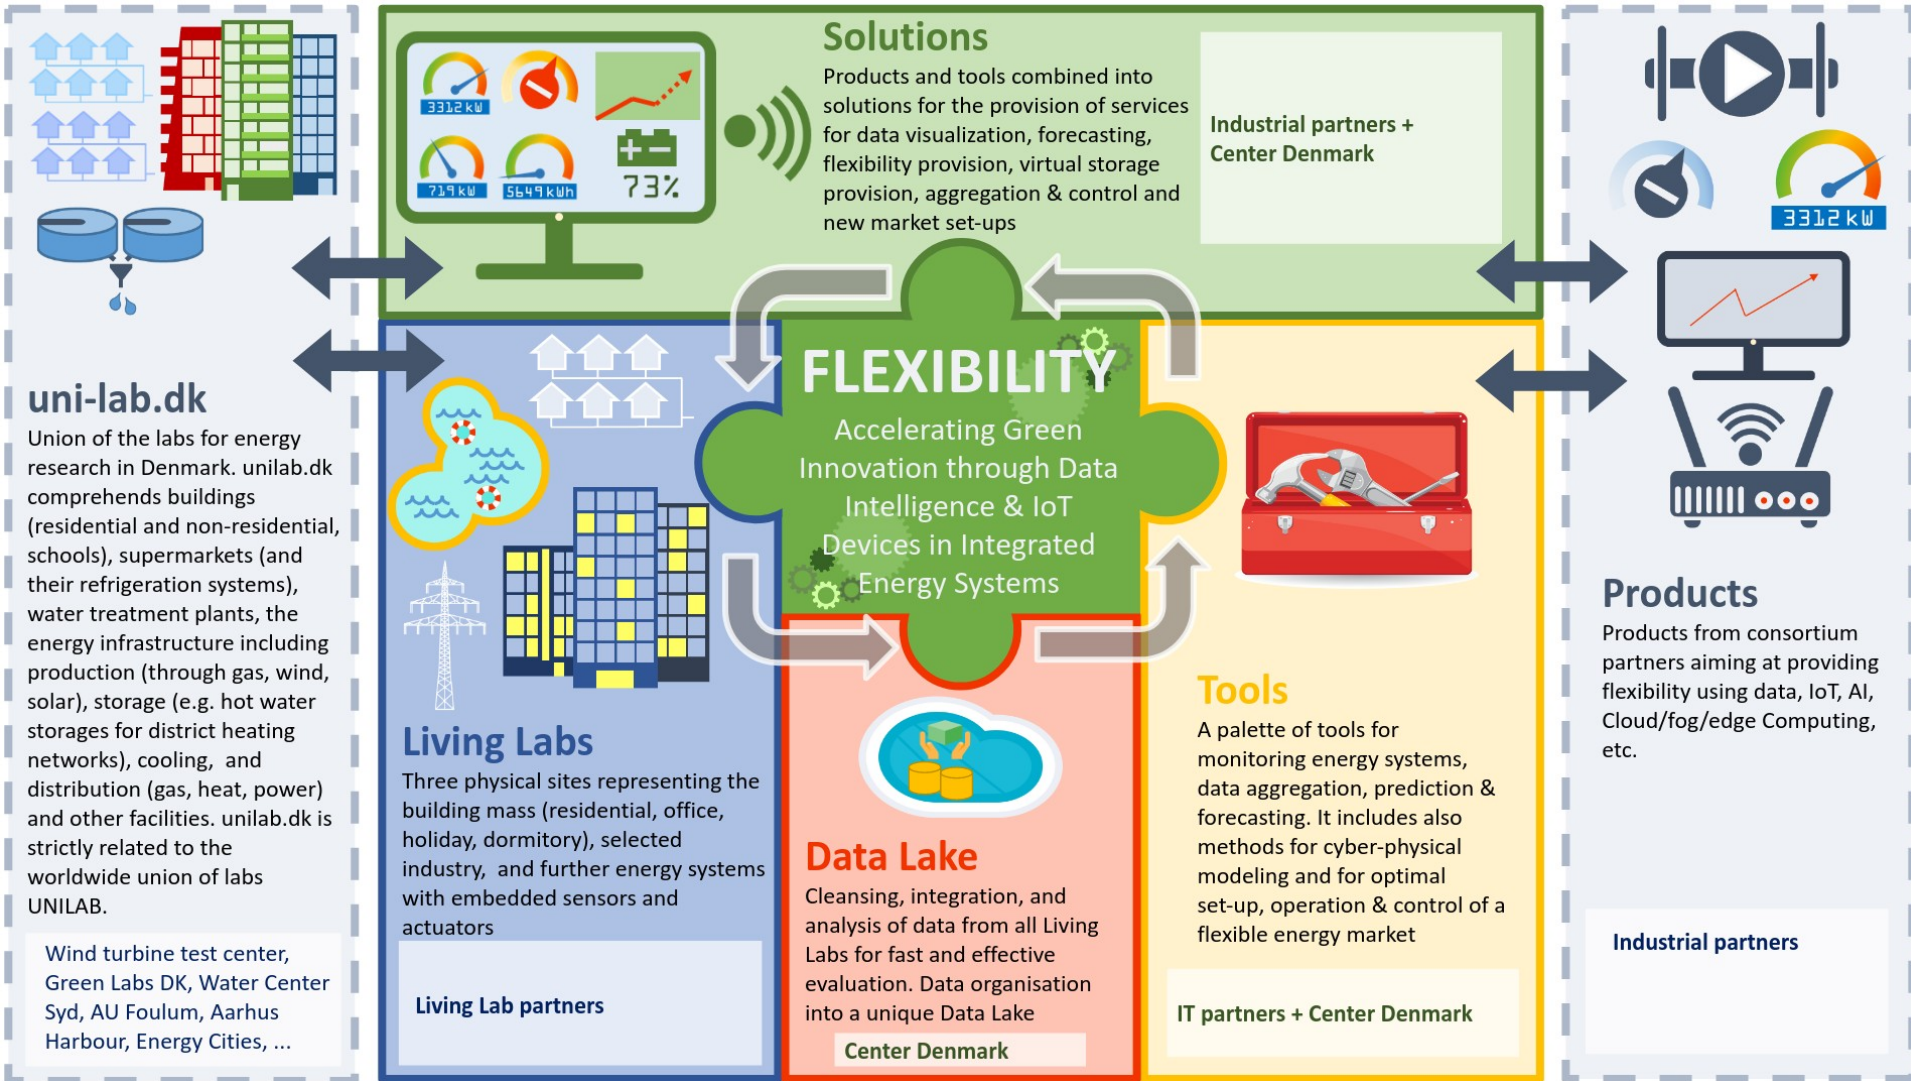 3312 kW
719 kW
5649 kWh
73%
Solutions
Products and tools combined into
solutions for the provision of services
for data visualization, forecasting,
flexibility provision, virtual storage
provision, aggregation & control and
new market set-ups
Industrial partners +
Center Denmark
3312 kW
uni-lab.dk
Union of the labs for energy
research in Denmark. unilab.dk
comprehends buildings
(residential and non-residential,
schools), supermarkets (and
their refrigeration systems),
water treatment plants, the
energy infrastructure including
production (through gas, wind,
solar), storage (e.g. hot water
storages for district heating
networks), cooling,  and
distribution (gas, heat, power)
and other facilities. unilab.dk is
strictly related to the
worldwide union of labs
UNILAB.
Wind turbine test center,
Green Labs DK, Water Center
Syd, AU Foulum, Aarhus
Harbour, Energy Cities, ...
FLEXIBILITY
Accelerating Green
Innovation through Data
Intelligence & IoT
Devices in Integrated
Energy Systems
Living Labs
Three physical sites representing the
building mass (residential, office,
holiday, dormitory), selected
industry,  and further energy systems
with embedded sensors and
actuators
Living Lab partners
Data Lake
Cleansing, integration, and
analysis of data from all Living
Labs for fast and effective
evaluation. Data organisation
into a unique Data Lake
Center Denmark
Tools
A palette of tools for
monitoring energy systems,
data aggregation, prediction &
forecasting. It includes also
methods for cyber-physical
modeling and for optimal
set-up, operation & control of a
flexible energy market
IT partners + Center Denmark
Products
Products from consortium
partners aiming at providing
flexibility using data, IoT, AI,
Cloud/fog/edge Computing,
etc.
Industrial partners